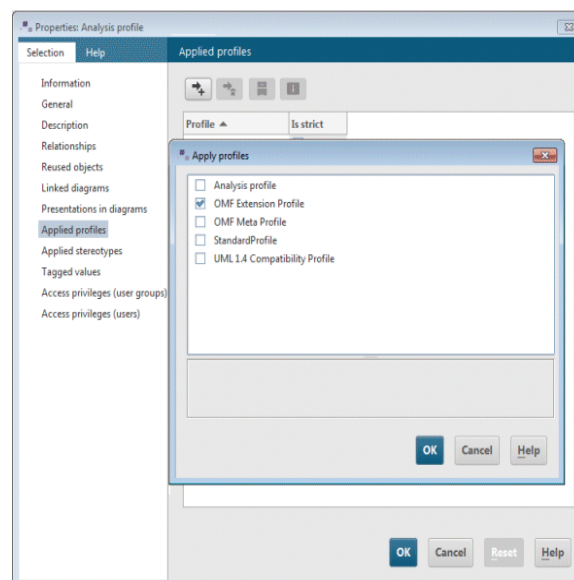 Properties: Analysis profile
Selection Help Applied profiles
Information
General
Description
Relationships
Reused objects
Linked diagrams
Presentations in diagrams
Applied profiles
Applied stereotypes
Tagged values
Access privileges (user groups)
Access privileges (users)
Profile Is strict
Apply profiles
Analysis profile
OMF Extension Profile
OMF Meta Profile
StandardProfile
UML 1.4 Compatibility Profile
OK Cancel Help
OK Cancel Reset Help